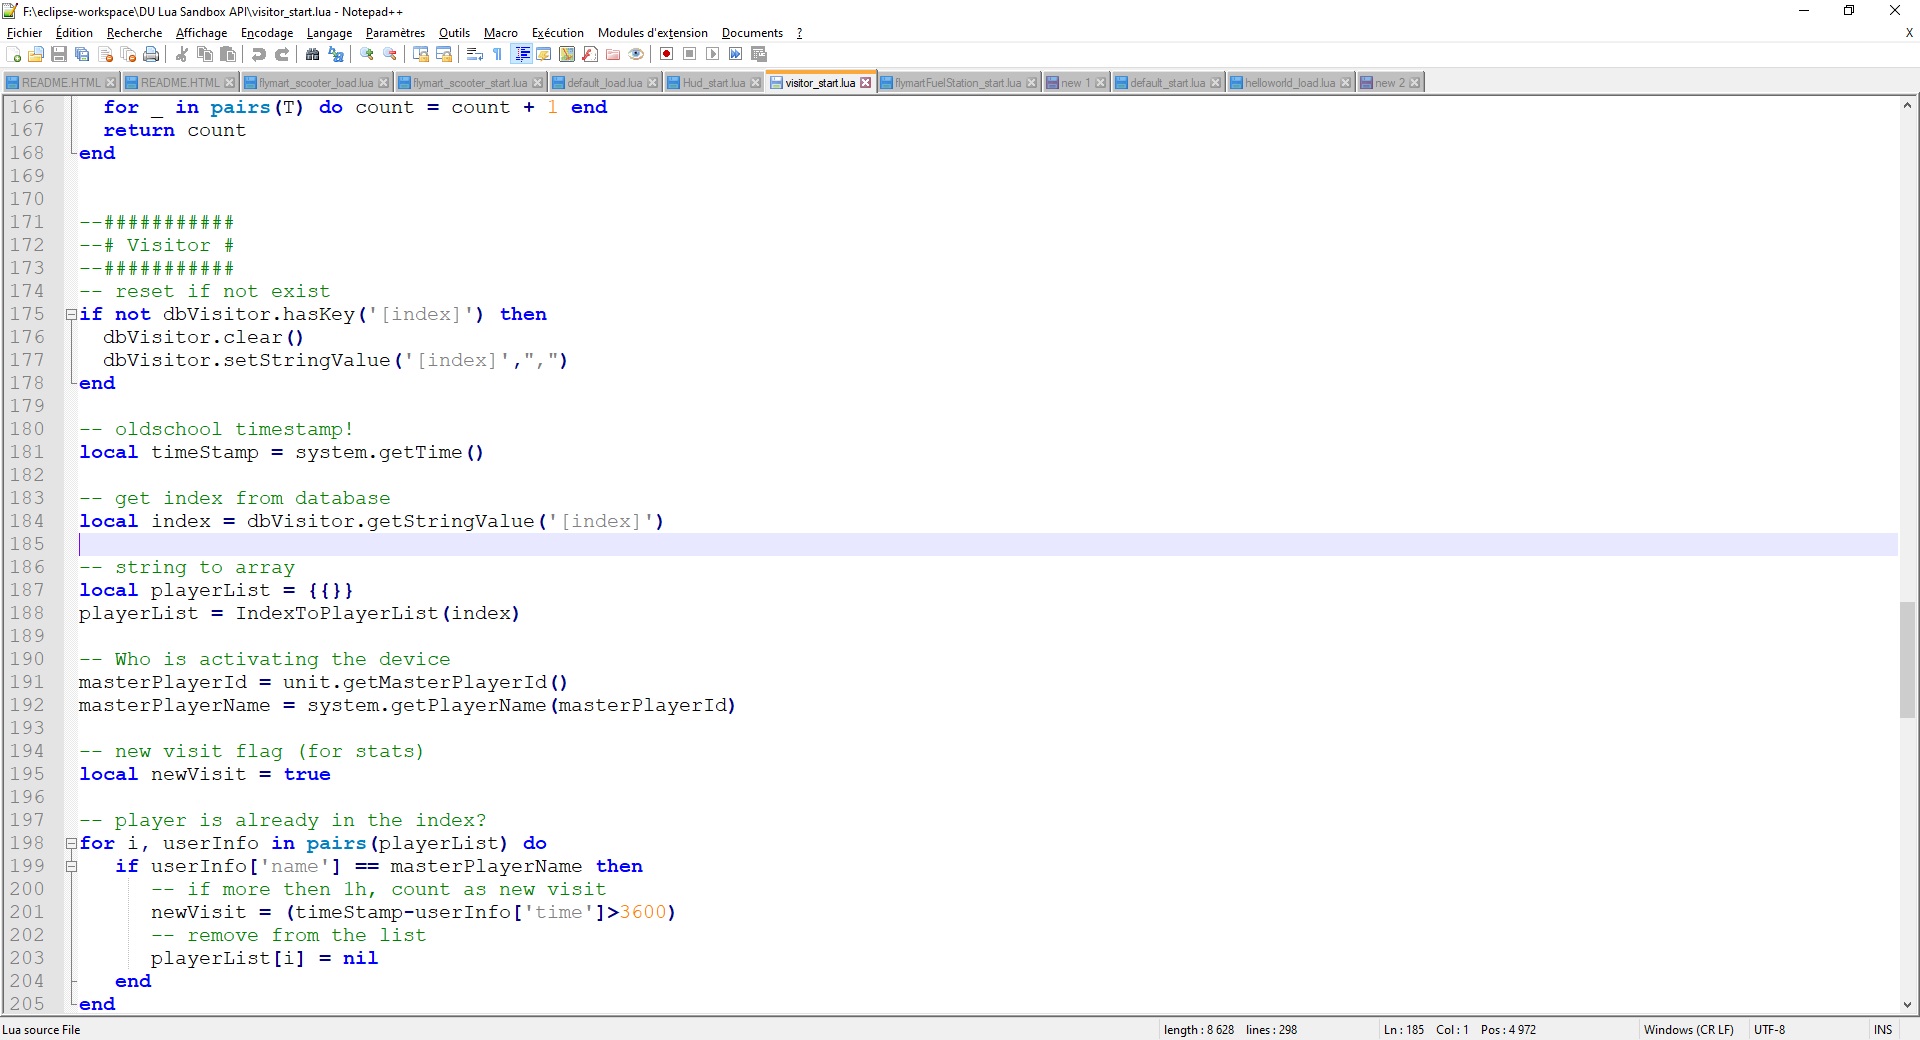 F:\eclipse-workspace\DU Lua Sandbox API\visitor_start.lua - Notepad++
Fichier Édition Recherche Affichage Encodage Langage Paramètres Outils Macro Exécution Modules d'extension Documents ? X
README.HTML README.HTML flymart_scooter_load.lua flymart_scooter_start.lua default_load.lua Hud_start.lua visitor_start.lua flymartFuelStation_start.lua new 1 default_start.lua helloworld_load.lua new 2
166   for _ in pairs(T) do count = count + 1 end
167   return count
168 end
169
170
171 --###########
172 --# Visitor #
173 --###########
174 -- reset if not exist
175 if not dbVisitor.hasKey('[index]') then
176   dbVisitor.clear()
177   dbVisitor.setStringValue('[index]',",")
178 end
179
180 -- oldschool timestamp!
181 local timeStamp = system.getTime()
182
183 -- get index from database
184 local index = dbVisitor.getStringValue('[index]')
185
186 -- string to array
187 local playerList = {{}}
188 playerList = IndexToPlayerList(index)
189
190 -- Who is activating the device
191 masterPlayerId = unit.getMasterPlayerId()
192 masterPlayerName = system.getPlayerName(masterPlayerId)
193
194 -- new visit flag (for stats)
195 local newVisit = true
196
197 -- player is already in the index?
198 for i, userInfo in pairs(playerList) do
199    if userInfo['name'] == masterPlayerName then
200       -- if more then 1h, count as new visit
201       newVisit = (timeStamp-userInfo['time']>3600)
202       -- remove from the list
203       playerList[i] = nil
204    end
205 end
Lua source File length : 8 628 lines : 298 Ln : 185 Col : 1 Pos : 4 972 Windows (CR LF) UTF-8 INS